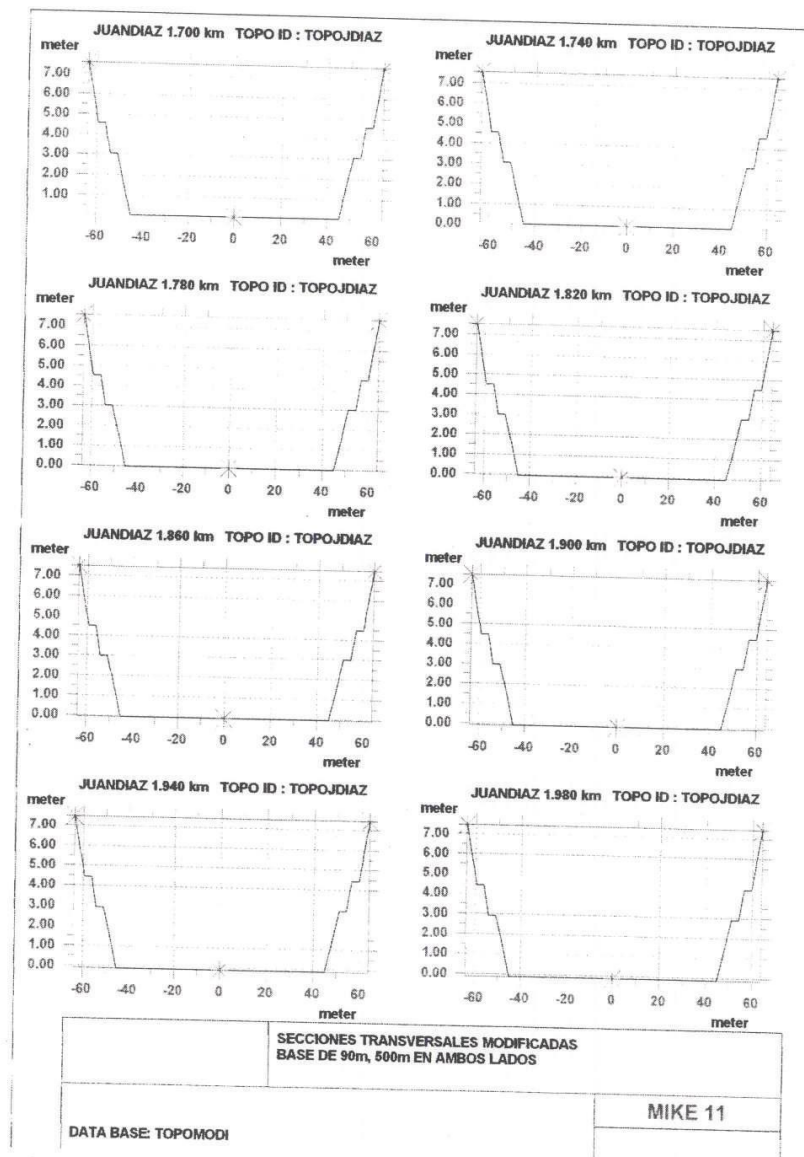 JUANDIAZ 1.700 km TOPO ID : TOPOJDIAZ
meter
7.00
6.00
5.00
4.00
3.00
2.00
1.00
-60 -40 -20 0 20 40 60
meter
JUANDIAZ 1.740 km TOPO ID : TOPOJDIAZ
meter
7.00
6.00
5.00
4.00
3.00
2.00
1.00
0.00
-60 -40 -20 0 20 40 60
meter
JUANDIAZ 1.780 km TOPO ID : TOPOJDIAZ
meter
7.00
6.00
5.00
4.00
3.00
2.00
1.00
0.00
-60 -40 -20 0 20 40 60
meter
JUANDIAZ 1.820 km TOPO ID : TOPOJDIAZ
meter
7.00
6.00
5.00
4.00
3.00
2.00
1.00
0.00
-60 -40 -20 0 20 40 60
meter
JUANDIAZ 1.860 km TOPO ID : TOPOJDIAZ
meter
7.00
6.00
5.00
4.00
3.00
2.00
1.00
0.00
-60 -40 -20 0 20 40 60
meter
JUANDIAZ 1.900 km TOPO ID : TOPOJDIAZ
meter
7.00
6.00
5.00
4.00
3.00
2.00
1.00
0.00
-60 -40 -20 0 20 40 60
meter
JUANDIAZ 1.940 km TOPO ID : TOPOJDIAZ
meter
7.00
6.00
5.00
4.00
3.00
2.00
1.00
0.00
-60 -40 -20 0 20 40 60
meter
JUANDIAZ 1.980 km TOPO ID : TOPOJDIAZ
meter
7.00
6.00
5.00
4.00
3.00
2.00
1.00
0.00
-60 -40 -20 0 20 40 60
meter
SECCIONES TRANSVERSALES MODIFICADAS
BASE DE 90m, 500m EN AMBOS LADOS
MIKE 11
DATA BASE: TOPOMODI